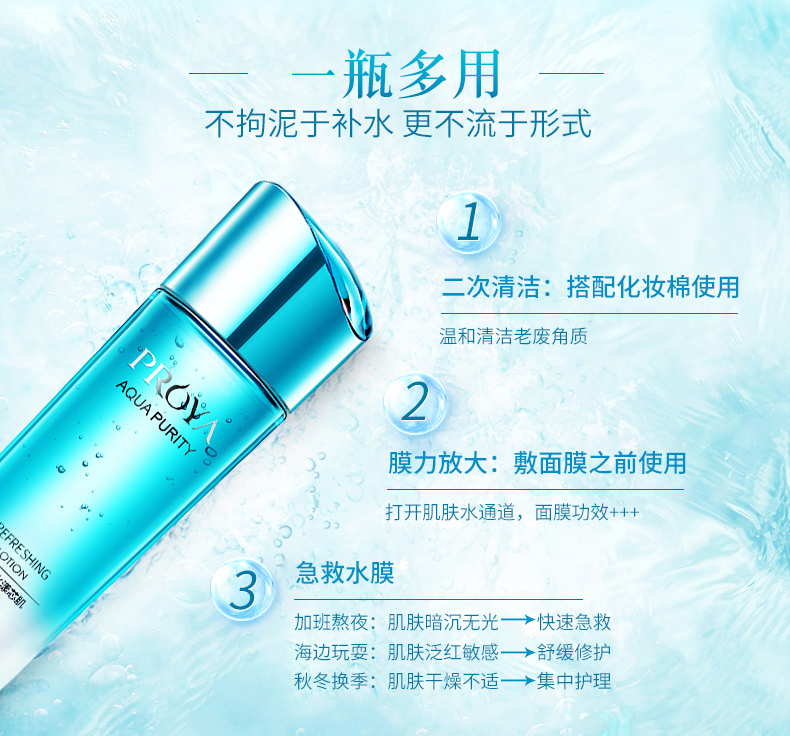 一瓶多用
不拘泥于补水 更不流于形式
1
二次清洁：搭配化妆棉使用
温和清洁老废角质
PROYA
AQUA PURITY
2
膜力放大：敷面膜之前使用
打开肌肤水通道，面膜功效+++
REFRESHING
LOTION
芯肌
3
急救水膜
加班熬夜：肌肤暗沉无光→快速急救
海边玩耍：肌肤泛红敏感→舒缓修护
秋冬换季：肌肤干燥不适→集中护理